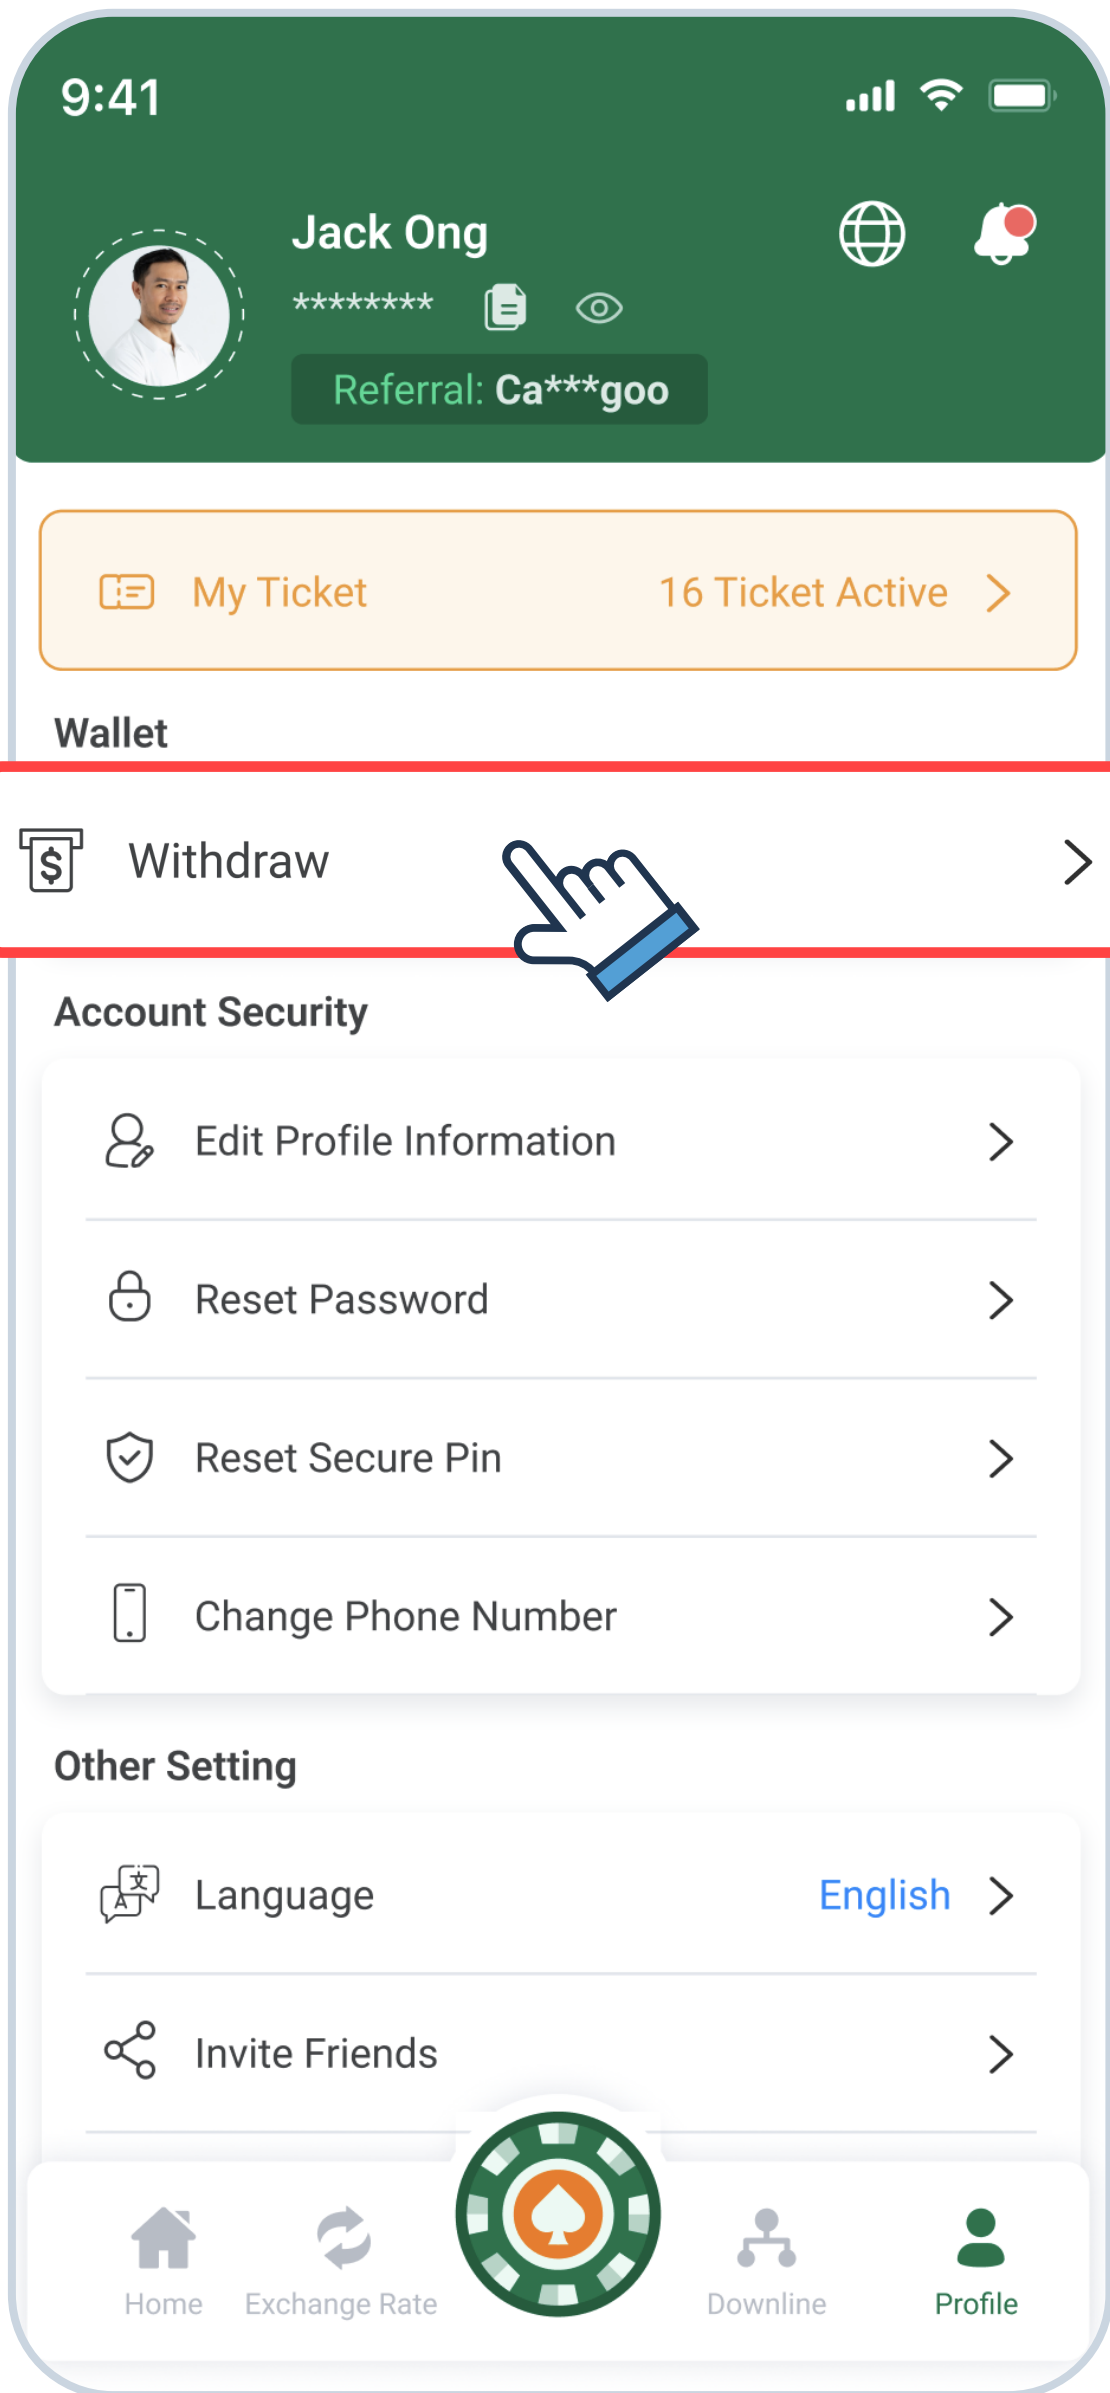 9:41
Jack Ong
********
Referral: Ca***goo
My Ticket 16 Ticket Active
Wallet
Withdraw
Account Security
Edit Profile Information
Reset Password
Reset Secure Pin
Change Phone Number
Other Setting
Language English
Invite Friends
Home Exchange Rate Downline Profile